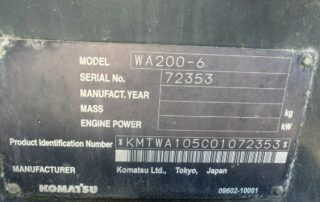 MODEL WA200-6
SERIAL No. 72353
MANUFACT.YEAR
MASS kg
ENGINE POWER kW
Product Identification Number *KMTWA105C01072353*
MANUFACTURER Komatsu Ltd., Tokyo, Japan
KOMATSU 09602-10001